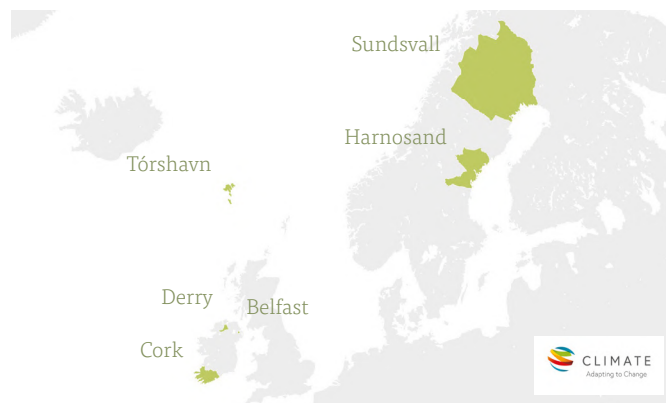 Sundsvall
Harnosand
Tórshavn
Derry
Belfast
Cork
CLIMATE
Adapting to Change